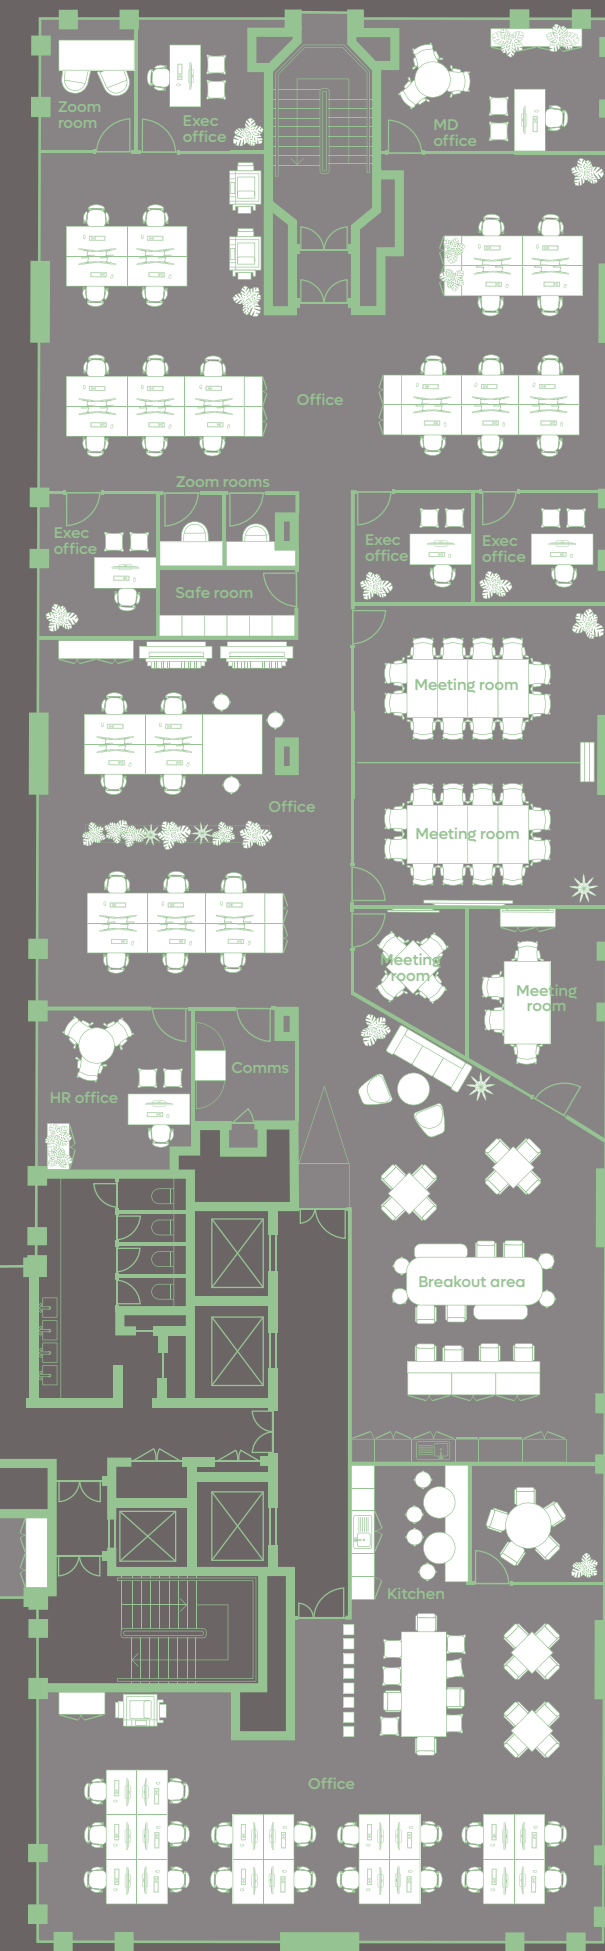 Zoom
room
Exec
office
MD
office
Office
Zoom rooms
Exec
office
Safe room
Exec
office
Exec
office
Meeting room
Office
Meeting room
Meeting
room
Meeting
room
HR office
Comms
Breakout area
Kitchen
Office